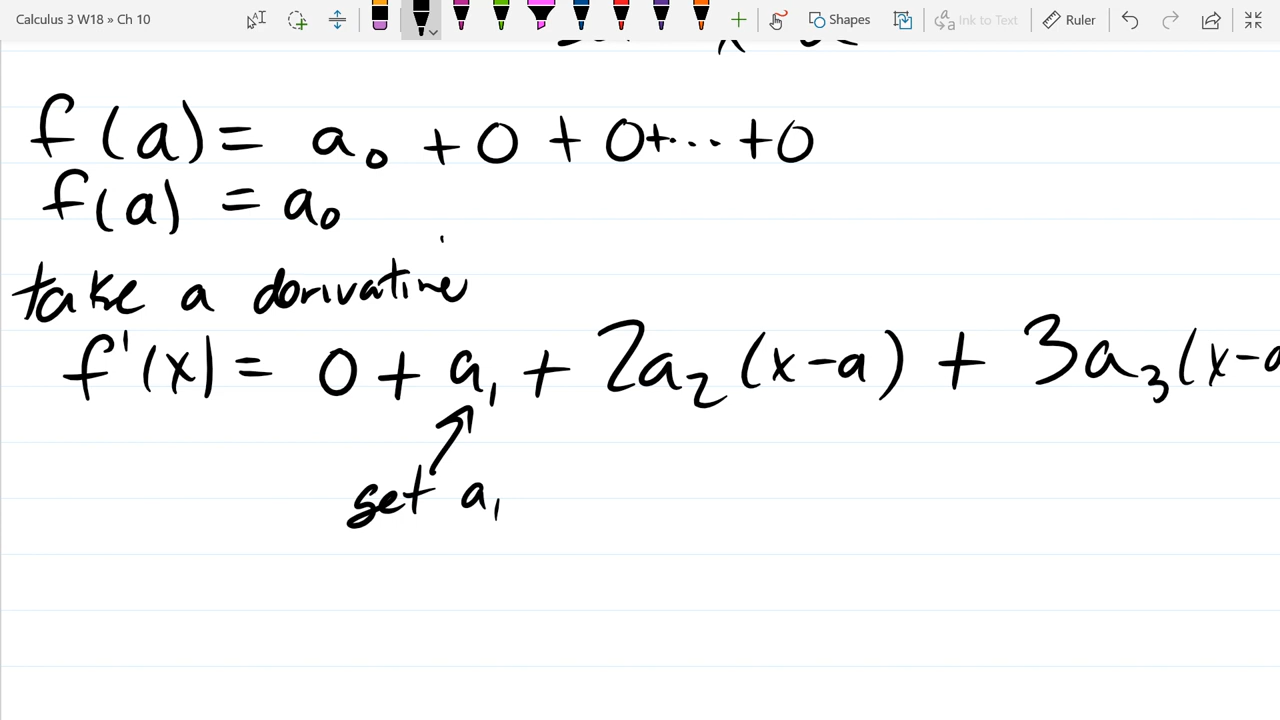 Calculus 3 W18 » Ch 10
Shapes
Link to Text
Ruler
f(a) = a₀ + 0 + 0 + ... + 0
f(a) = a₀
take a derivative
f'(x) = 0 + a₁ + 2a₂(x-a) + 3a₃(x-a
set a₁